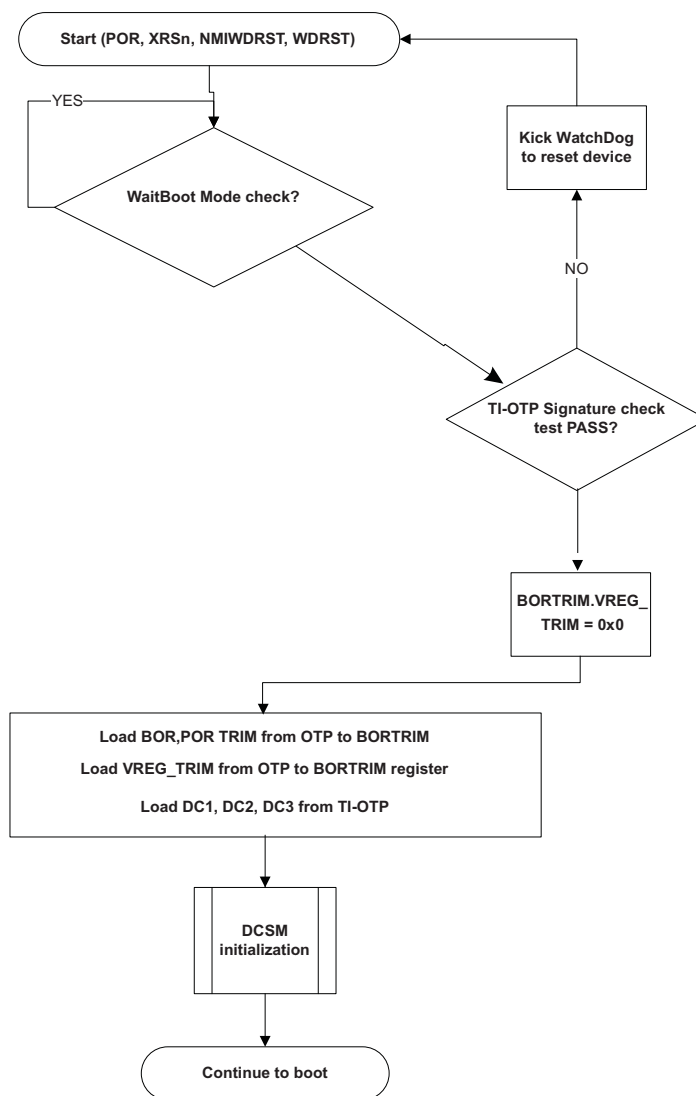 Start (POR, XRSn, NMIWDRST, WDRST)
YES
Kick WatchDog
to reset device
WaitBoot Mode check?
NO
TI-OTP Signature check
test PASS?
BORTRIM.VREG_
TRIM = 0x0
Load BOR,POR TRIM from OTP to BORTRIM
Load VREG_TRIM from OTP to BORTRIM register
Load DC1, DC2, DC3 from TI-OTP
DCSM
initialization
Continue to boot